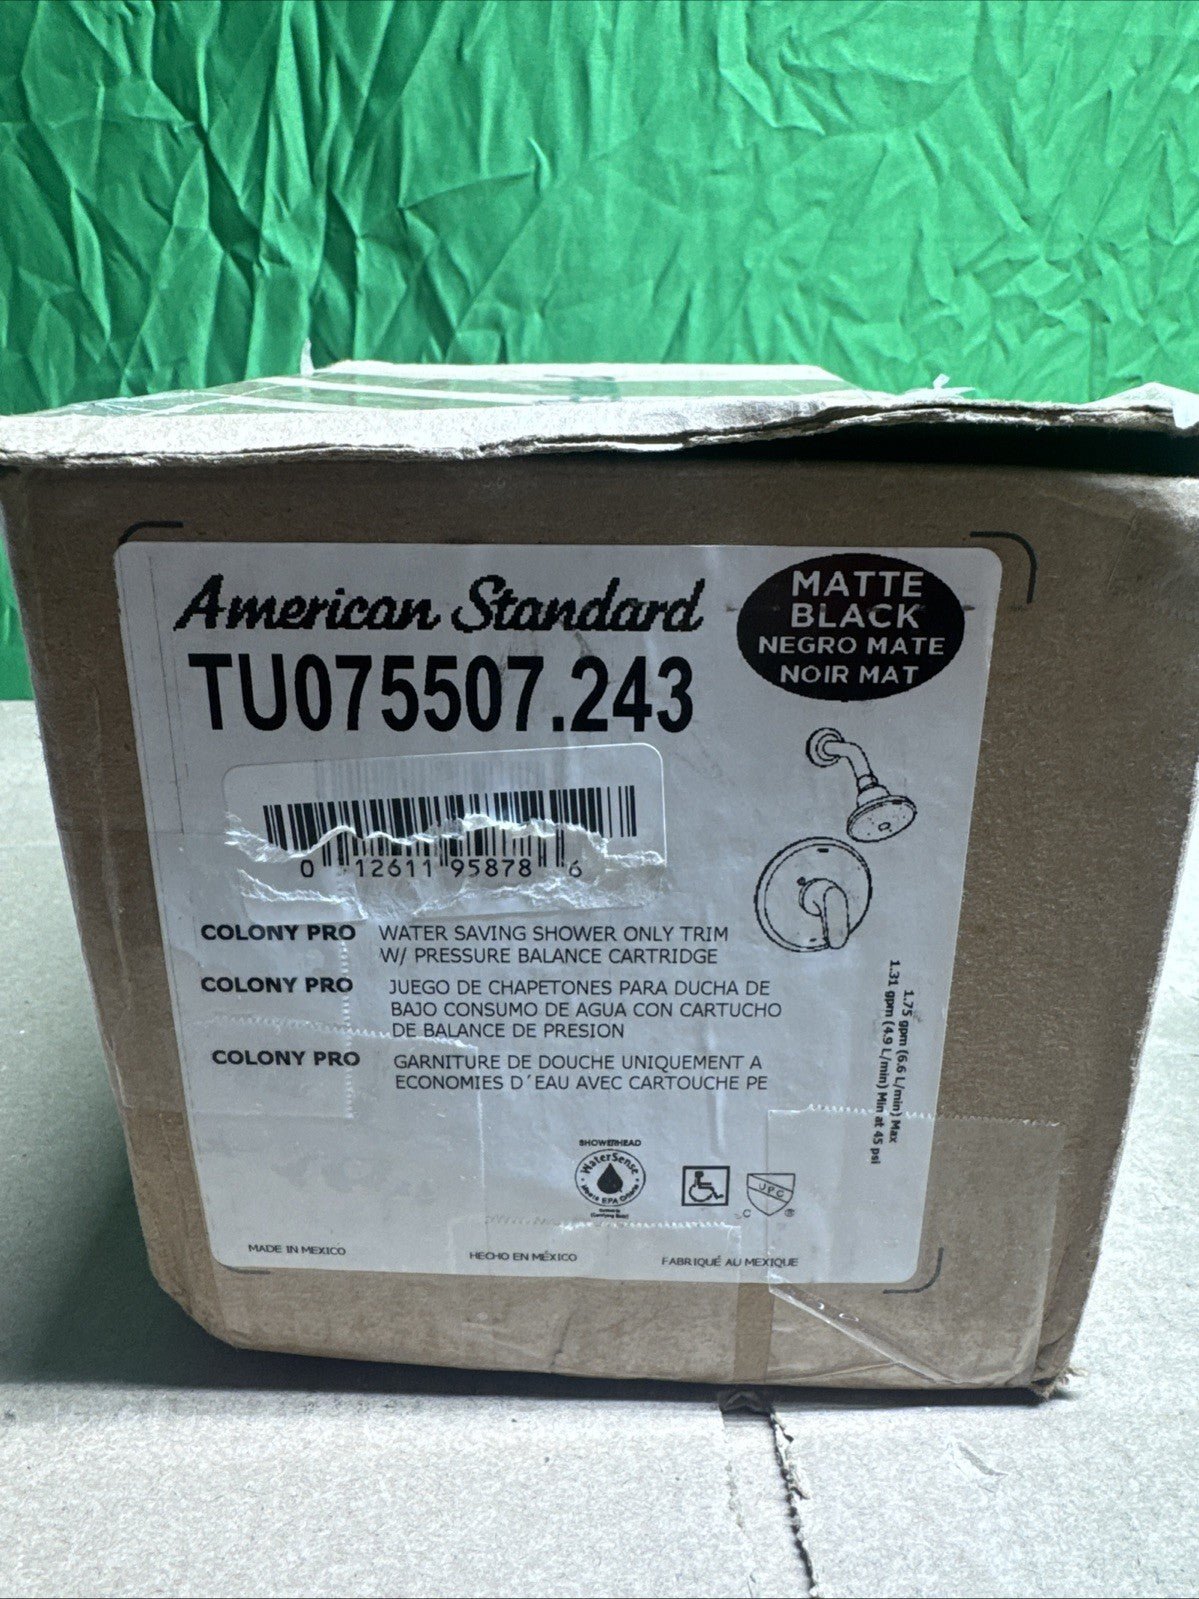 American Standard
TU075507.243
MATTE
BLACK
NEGRO MATE
NOIR MAT
0 12611 95878 6
COLONY PRO WATER SAVING SHOWER ONLY TRIM
W/ PRESSURE BALANCE CARTRIDGE
COLONY PRO JUEGO DE CHAPETONES PARA DUCHA DE
BAJO CONSUMO DE AGUA CON CARTUCHO
DE BALANCE DE PRESION
COLONY PRO GARNITURE DE DOUCHE UNIQUEMENT A
ECONOMIES D´EAU AVEC CARTOUCHE PE
1.75 gpm (6.6 L/min) Max
1.31 gpm (4.9 L/min) Min at 45 psi
SHOWERHEAD
WaterSense
Meets EPA Criteria
UPC
C ®
MADE IN MEXICO HECHO EN MÉXICO FABRIQUÉ AU MEXIQUE